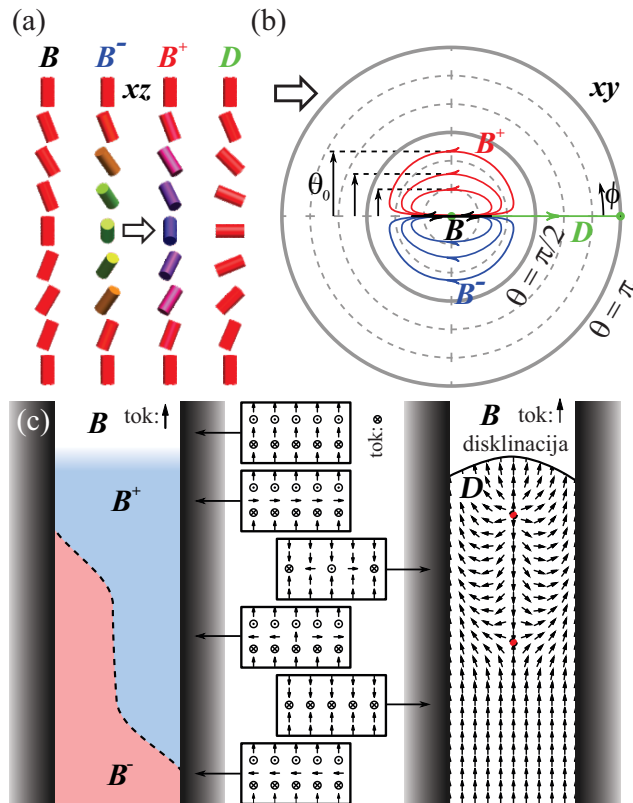 (a)
B B⁻ B⁺ D
xz
(b)
xy
B⁺
θ₀
ϕ
B
D
B⁻
θ = π/2
θ = π
(c)
B tok:
B⁺
B⁻
tok:⊗
B tok:
disklinacija
D